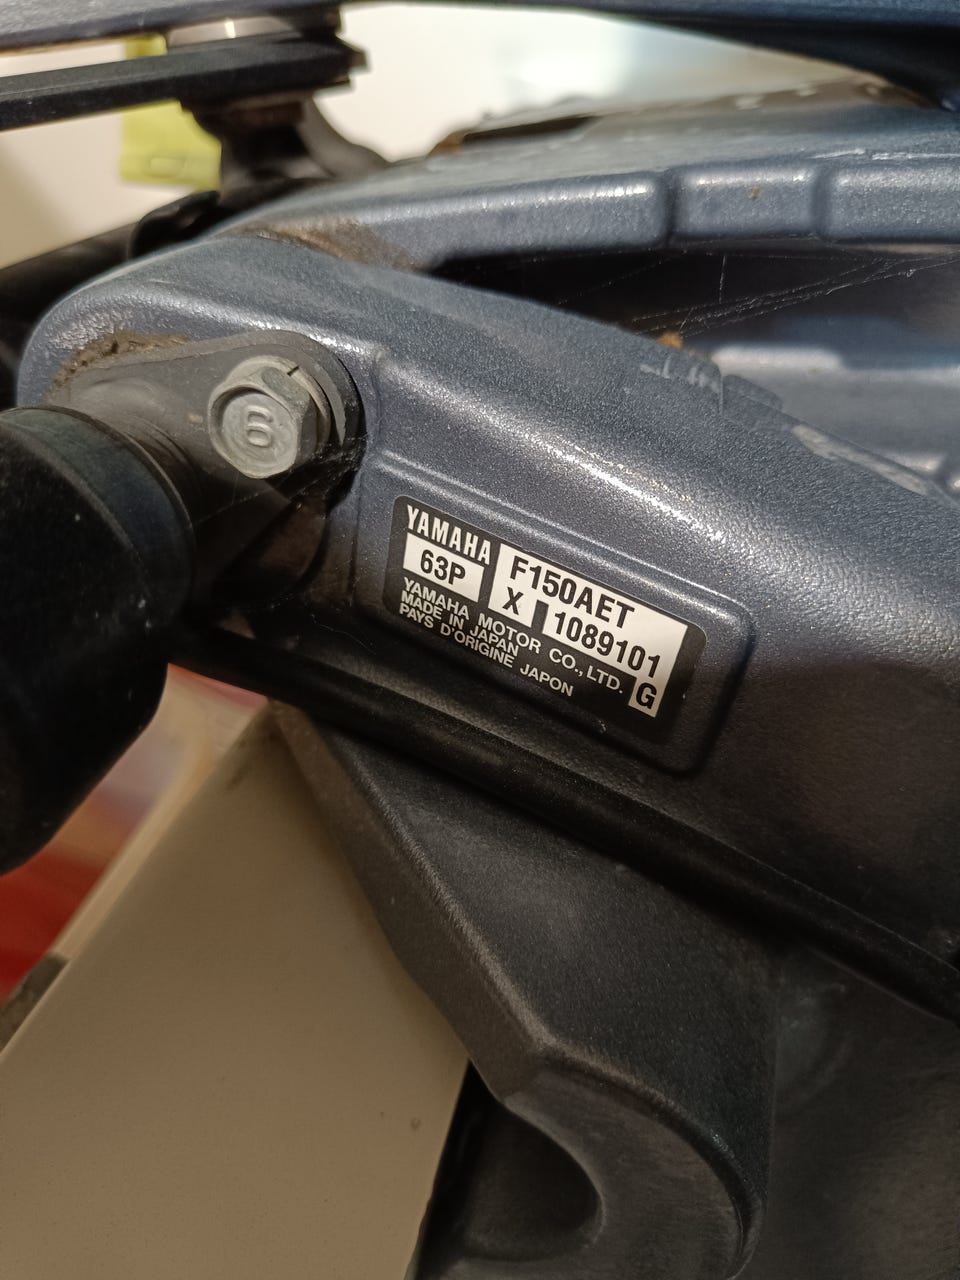 6
YAMAHA
63P
F150AET
X 1089101
YAMAHA MOTOR CO.,LTD.
MADE IN JAPAN
PAYS D'ORIGINE JAPON
G